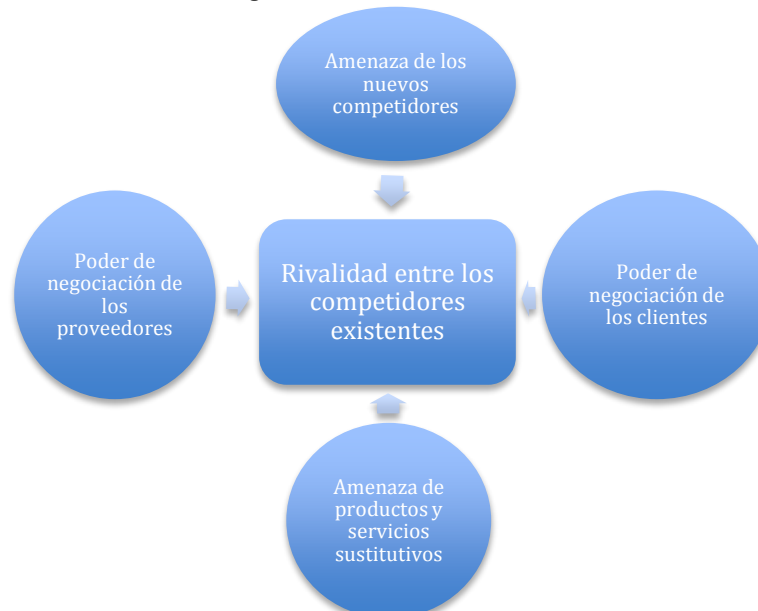 Amenaza de los
nuevos
competidores
Poder de
negociación de
los
proveedores
Rivalidad entre los
competidores
existentes
Poder de
negociación de
los clientes
Amenaza de
productos y
servicios
sustitutivos